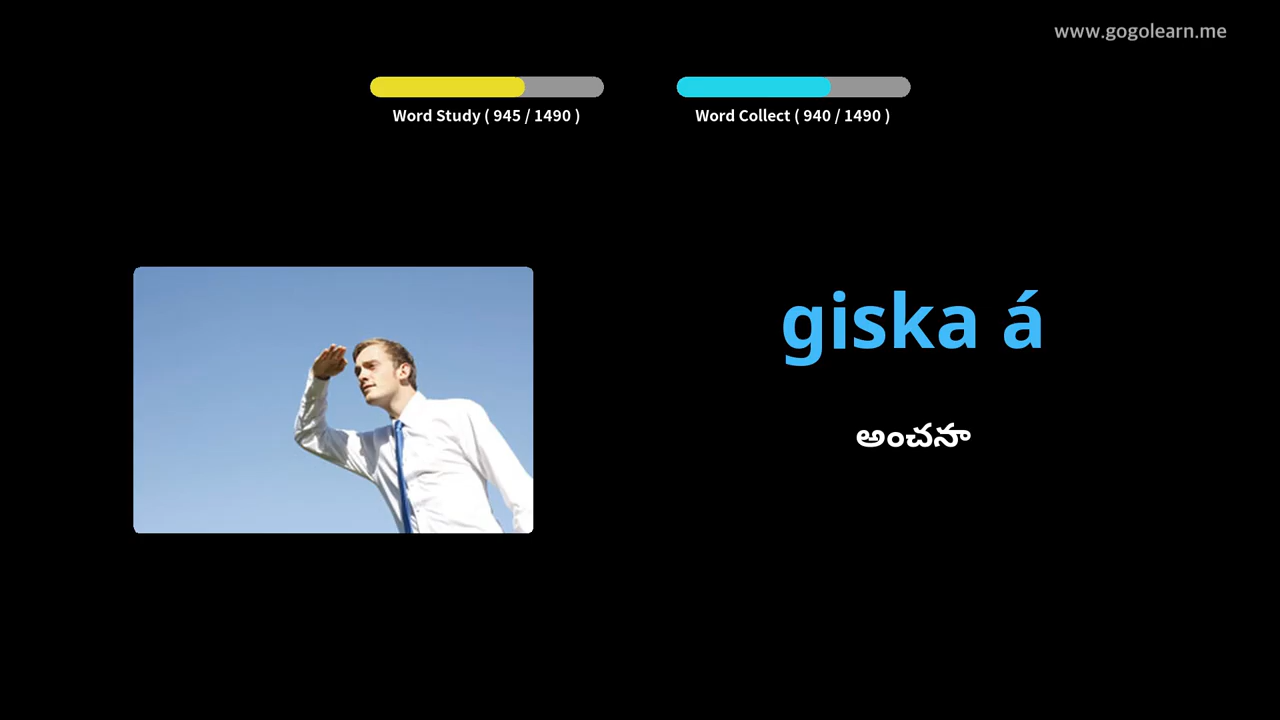 www.gogolearn.me
Word Study ( 945 / 1490 )
Word Collect ( 940 / 1490 )
giska á
అంచనా